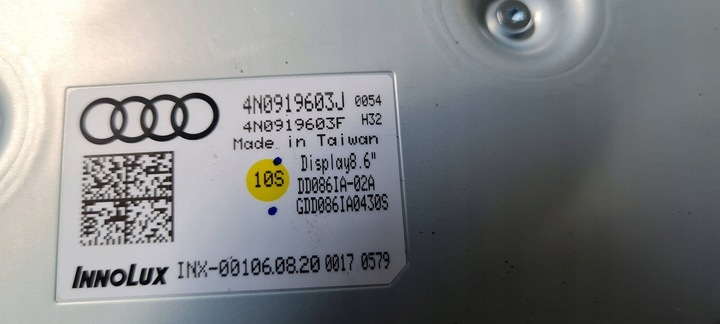 4N0919603J 0054
4N0919603F H32
Made in Taiwan
Display8.6"
10S
DD086IA-02A
GDD086IA0430S
INNOLUX INX-00106.08.20 0017 0579